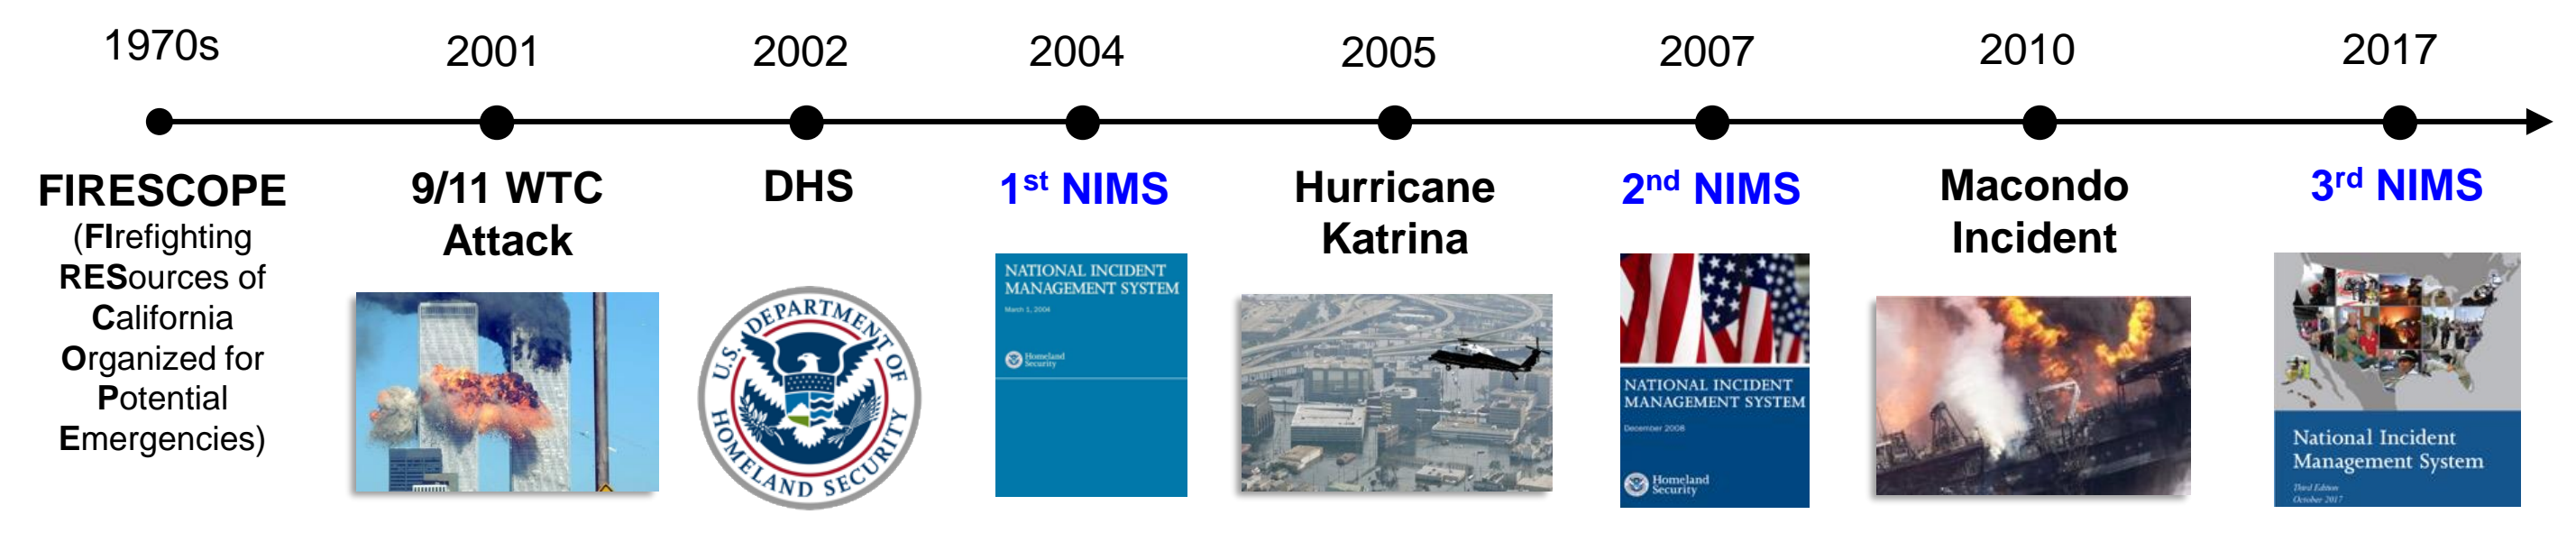 1970s
2001
2002
2004
2005
2007
2010
2017
FIRESCOPE
(FIrefighting
RESources of
California
Organized for
Potential
Emergencies)
9/11 WTC
Attack
DHS
U.S. DEPARTMENT OF
HOMELAND SECURITY
1st NIMS
NATIONAL INCIDENT
MANAGEMENT SYSTEM
March 1, 2004
Homeland
Security
Hurricane
Katrina
2nd NIMS
NATIONAL INCIDENT
MANAGEMENT SYSTEM
December 2008
Homeland
Security
Macondo
Incident
3rd NIMS
National Incident
Management System
Third Edition
October 2017